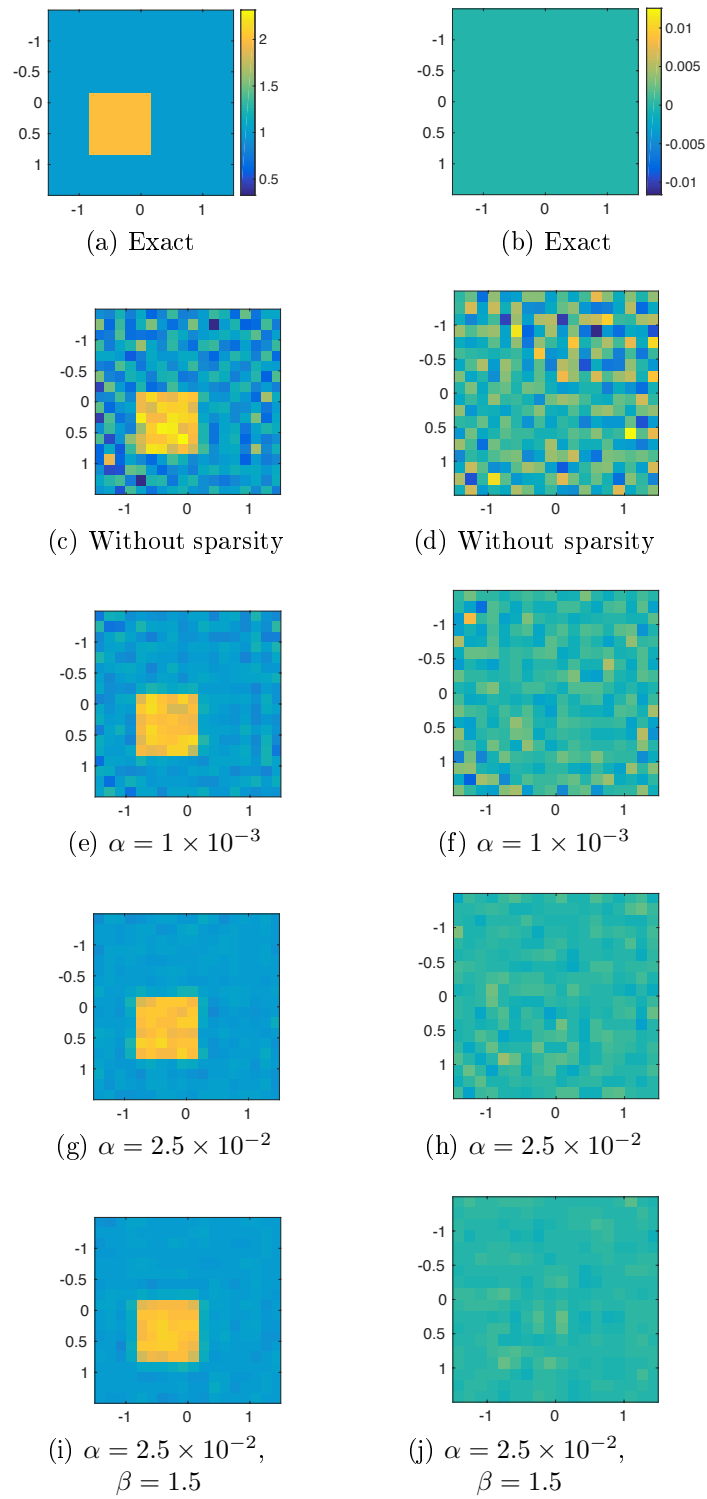 -1
-0.5
0
0.5
1
-1 0 1
2
1.5
1
0.5
(a) Exact
-1
-0.5
0
0.5
1
-1 0 1
0.01
0.005
0
-0.005
-0.01
(b) Exact
-1
-0.5
0
0.5
1
-1 0 1
(c) Without sparsity
-1
-0.5
0
0.5
1
-1 0 1
(d) Without sparsity
-1
-0.5
0
0.5
1
-1 0 1
(e) α = 1 × 10⁻³
-1
-0.5
0
0.5
1
-1 0 1
(f) α = 1 × 10⁻³
-1
-0.5
0
0.5
1
-1 0 1
(g) α = 2.5 × 10⁻²
-1
-0.5
0
0.5
1
-1 0 1
(h) α = 2.5 × 10⁻²
-1
-0.5
0
0.5
1
-1 0 1
(i) α = 2.5 × 10⁻²,
β = 1.5
-1
-0.5
0
0.5
1
-1 0 1
(j) α = 2.5 × 10⁻²,
β = 1.5